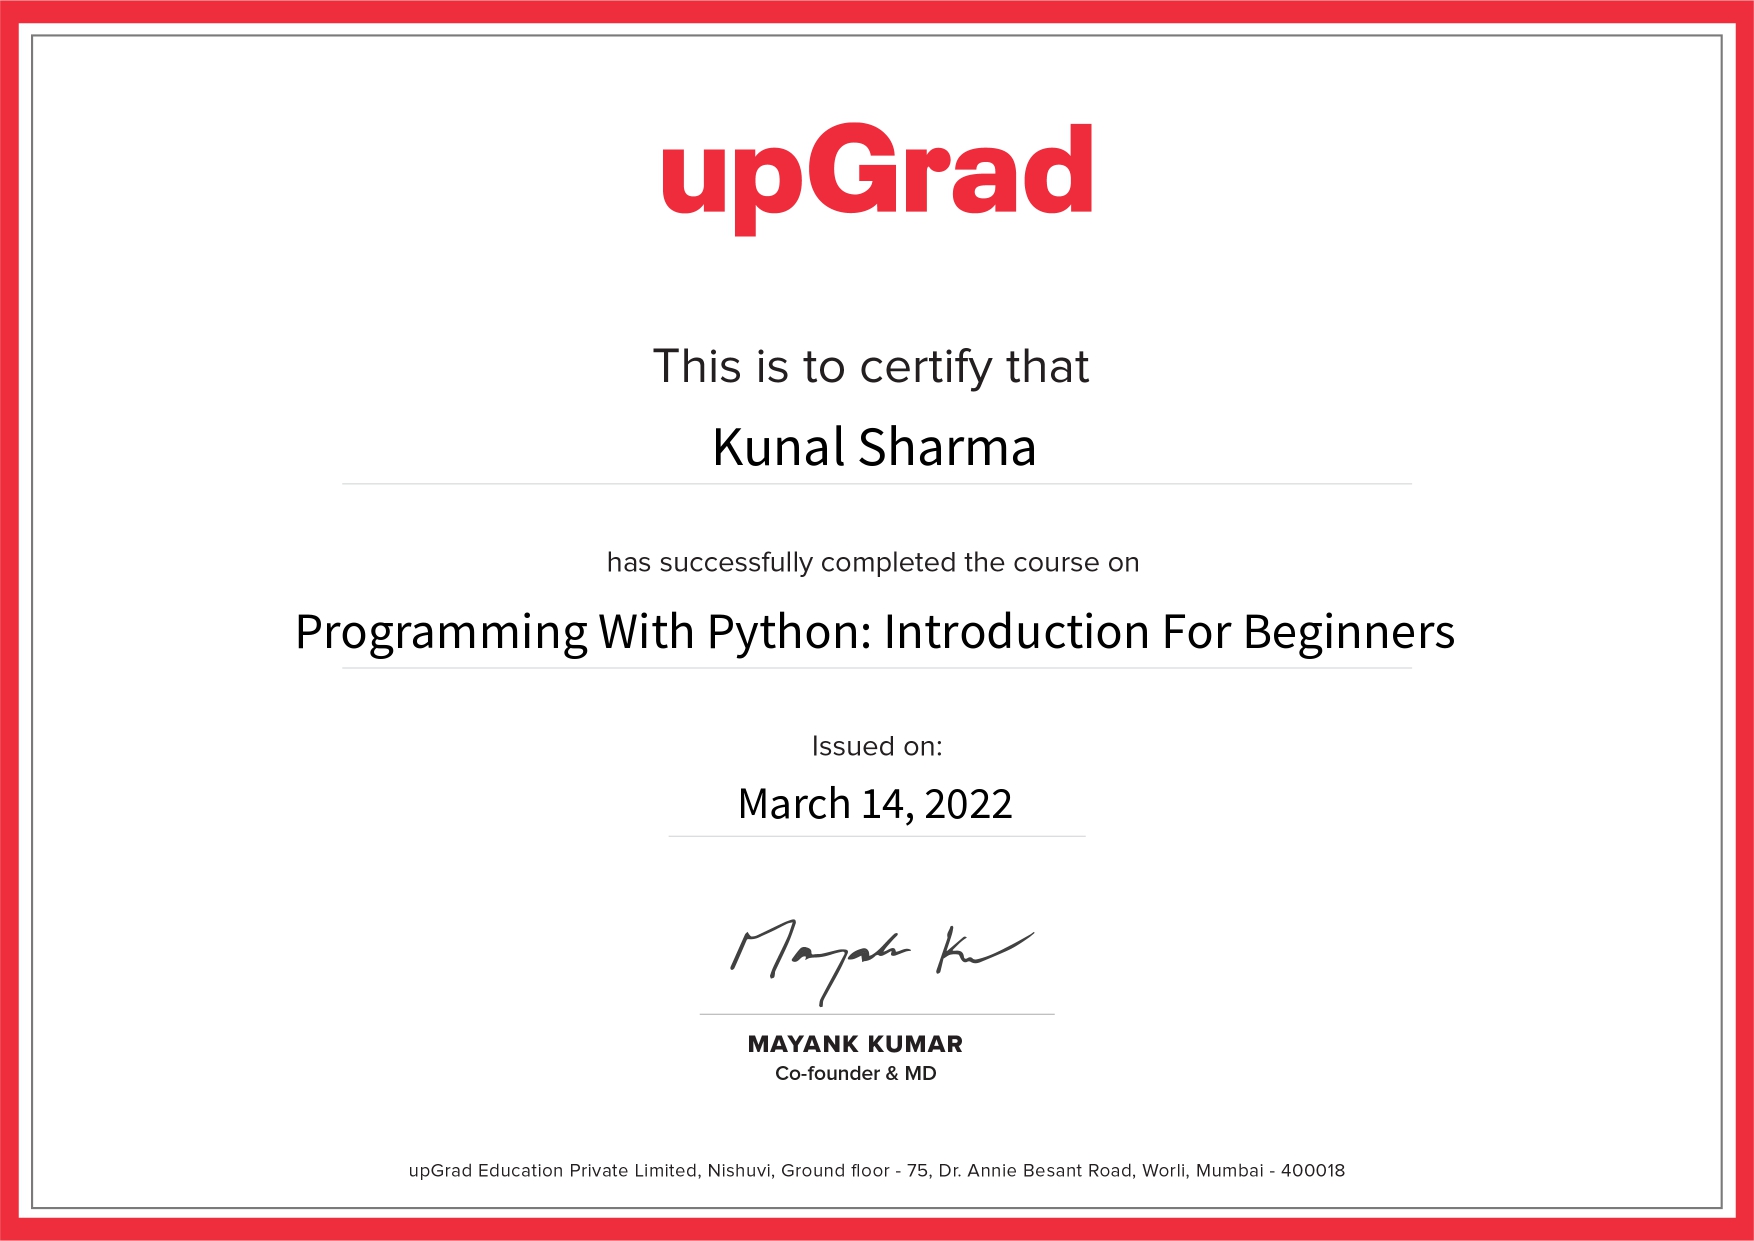 upGrad
This is to certify that
Kunal Sharma
has successfully completed the course on
Programming With Python: Introduction For Beginners
Issued on:
March 14, 2022
Mayank Ku
MAYANK KUMAR
Co-founder & MD
upGrad Education Private Limited, Nishuvi, Ground floor - 75, Dr. Annie Besant Road, Worli, Mumbai - 400018